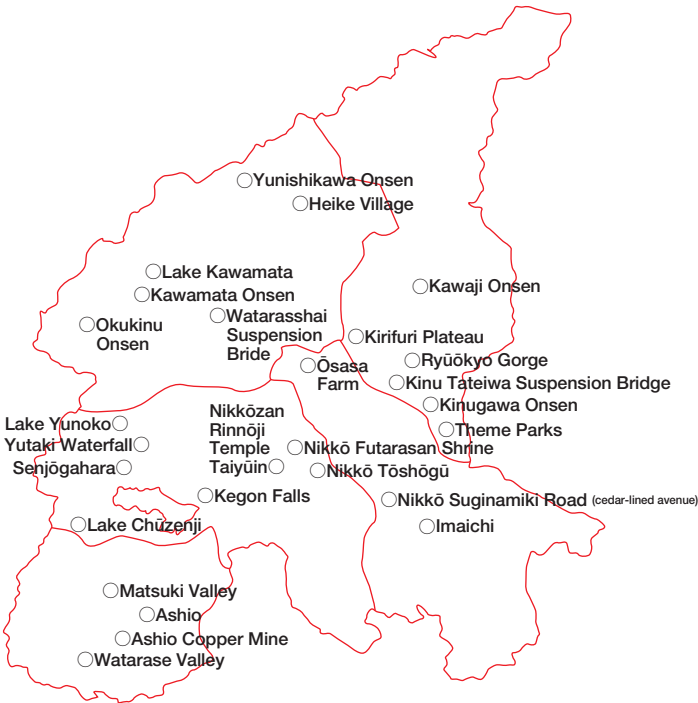 Yunishikawa Onsen
Heike Village
Lake Kawamata
Kawamata Onsen
Kawaji Onsen
Okukinu
Onsen
Watarasshai
Suspension
Bride
Kirifuri Plateau
Ōsasa
Farm
Ryūōkyo Gorge
Kinu Tateiwa Suspension Bridge
Kinugawa Onsen
Theme Parks
Lake Yunoko
Yutaki Waterfall
Senjōgahara
Nikkōzan
Rinnōji
Temple
Taiyūin
Nikkō Futarasan Shrine
Nikkō Tōshōgū
Kegon Falls
Nikkō Suginamiki Road (cedar-lined avenue)
Imaichi
Lake Chūzenji
Matsuki Valley
Ashio
Ashio Copper Mine
Watarase Valley